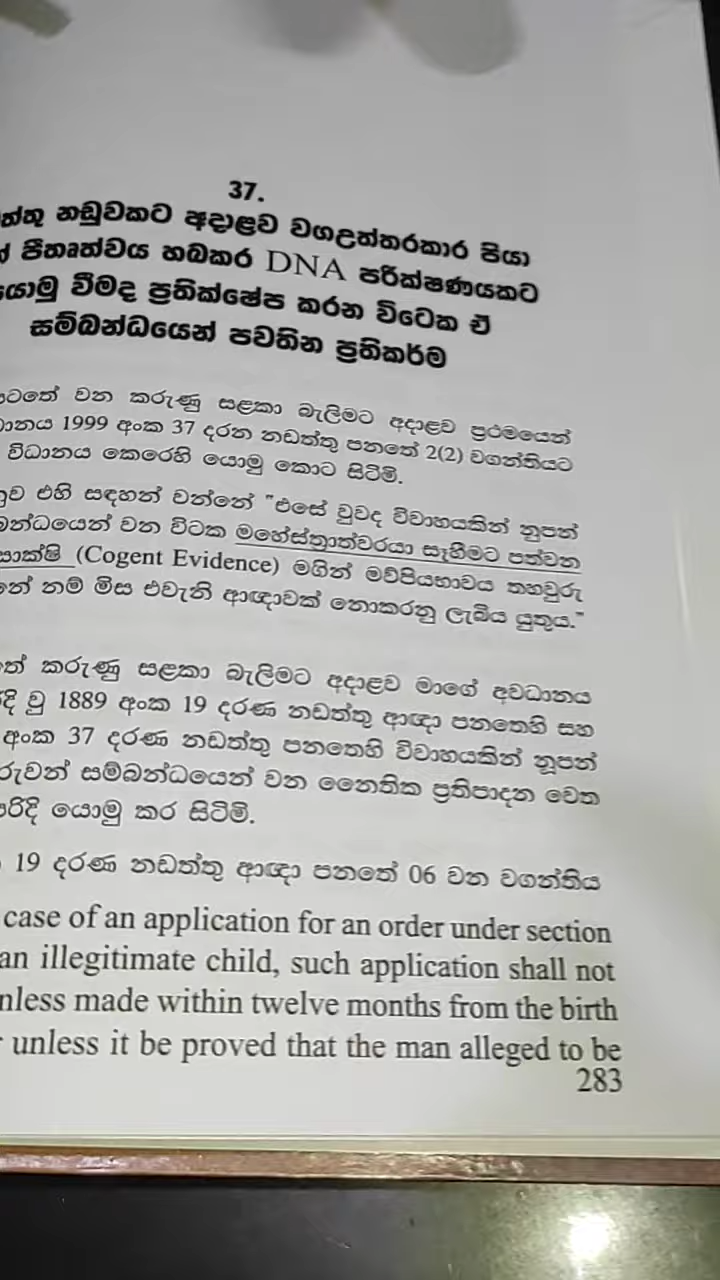 37.
නඩුවකට අදාළව වගඋත්තරකාර පියා
පීතෘත්වය හබකර DNA පරික්ෂණයකට
යොමු වීමද ප්‍රතික්ෂේප කරන විටෙක ඒ
සම්බන්ධයෙන් පවතින ප්‍රතිකර්ම
වන කරුණු සළකා බැලිමට අදාළව ප්‍රථමයෙන්
1999 අංක 37 දරන නඩත්තු පනතේ 2(2) වගන්තියට
විධානය කෙරෙහි යොමු කොට සිටිමි.
එහි සඳහන් වන්නේ "එසේ වුවද විවාහයකින් නූපන්
වන විටක මහේස්ත්‍රාත්වරයා සෑහීමට පත්වන
සාක්ෂි (Cogent Evidence) මගින් මව්පියභාවය තහවුරු
නම් මිස එවැනි ආඥාවක් නොකරනු ලැබිය යුතුය."
කරුණු සළකා බැලිමට අදාළව මාගේ අවධානය
වූ 1889 අංක 19 දරණ නඩත්තු ආඥා පනතෙහි සහ
අංක 37 දරණ නඩත්තු පනතෙහි විවාහයකින් නූපන්
සම්බන්ධයෙන් වන නෛතික ප්‍රතිපාදන වෙත
යොමු කර සිටිමි.
19 දරණ නඩත්තු ආඥා පනතේ 06 වන වගන්තිය
case of an application for an order under section
an illegitimate child, such application shall not
unless made within twelve months from the birth
unless it be proved that the man alleged to be
283